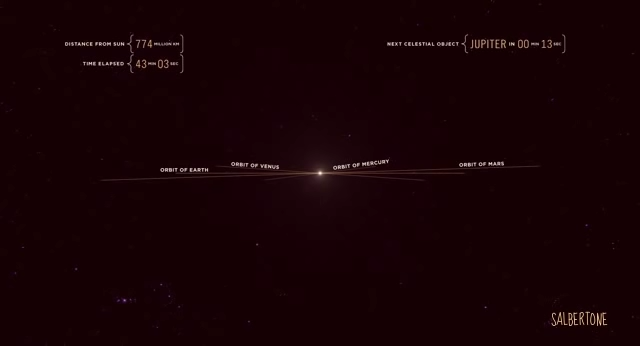 DISTANCE FROM SUN 774 MILLION KM
NEXT CELESTIAL OBJECT JUPITER IN 00 MIN 13 SEC
TIME ELAPSED 43 MIN 03 SEC
ORBIT OF EARTH
ORBIT OF VENUS
ORBIT OF MERCURY
ORBIT OF MARS
SALBERTONE